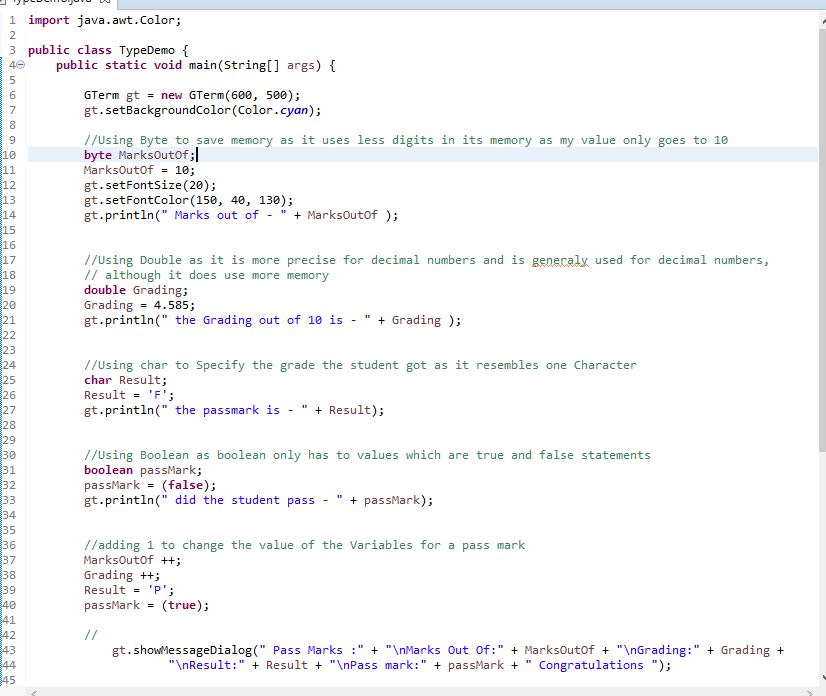 1 import java.awt.Color;
2
3 public class TypeDemo {
4 public static void main(String[] args) {
5
6 GTerm gt = new GTerm(600, 500);
7 gt.setBackgroundColor(Color.cyan);
8
9 //Using Byte to save memory as it uses less digits in its memory as my value only goes to 10
10 byte MarksOutOf;
11 MarksOutOf = 10;
12 gt.setFontSize(20);
13 gt.setFontColor(150, 40, 130);
14 gt.println(" Marks out of - " + MarksOutOf );
15
16
17 //Using Double as it is more precise for decimal numbers and is generaly used for decimal numbers,
18 // although it does use more memory
19 double Grading;
20 Grading = 4.585;
21 gt.println(" the Grading out of 10 is - " + Grading );
22
23
24 //Using char to Specify the grade the student got as it resembles one Character
25 char Result;
26 Result = 'F';
27 gt.println(" the passmark is - " + Result);
28
29
30 //Using Boolean as boolean only has to values which are true and false statements
31 boolean passMark;
32 passMark = (false);
33 gt.println(" did the student pass - " + passMark);
34
35
36 //adding 1 to change the value of the Variables for a pass mark
37 MarksOutOf ++;
38 Grading ++;
39 Result = 'P';
40 passMark = (true);
41
42 //
43 gt.showMessageDialog(" Pass Marks :" + "\nMarks Out Of:" + MarksOutOf + "\nGrading:" + Grading +
44 "\nResult:" + Result + "\nPass mark:" + passMark + " Congratulations ");
45